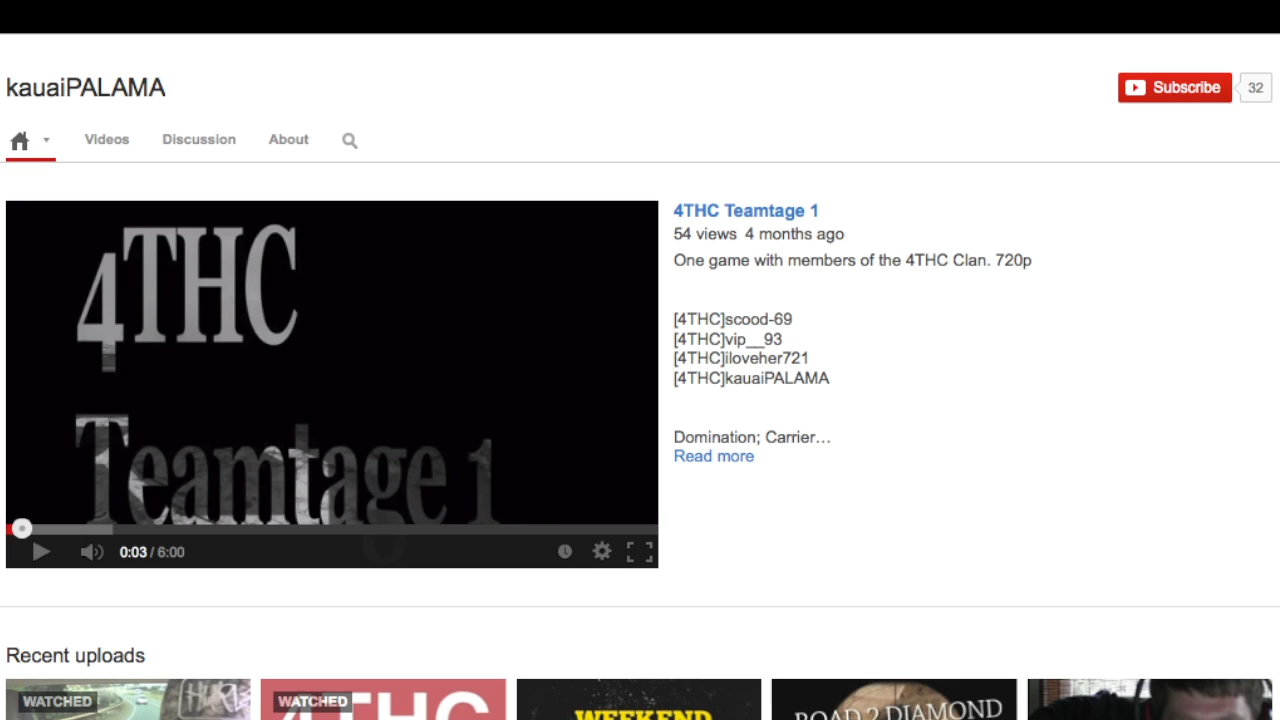 kauaiPALAMA
Subscribe
32
Videos
Discussion
About
4THC
Teamtage 1
0:03 / 6:00
4THC Teamtage 1
54 views 4 months ago
One game with members of the 4THC Clan. 720p
[4THC]scood-69
[4THC]vip__93
[4THC]iloveher721
[4THC]kauaiPALAMA
Domination; Carrier…
Read more
Recent uploads
WATCHED
WATCHED
4THC
WEEKEND
ROAD 2 DIAMOND